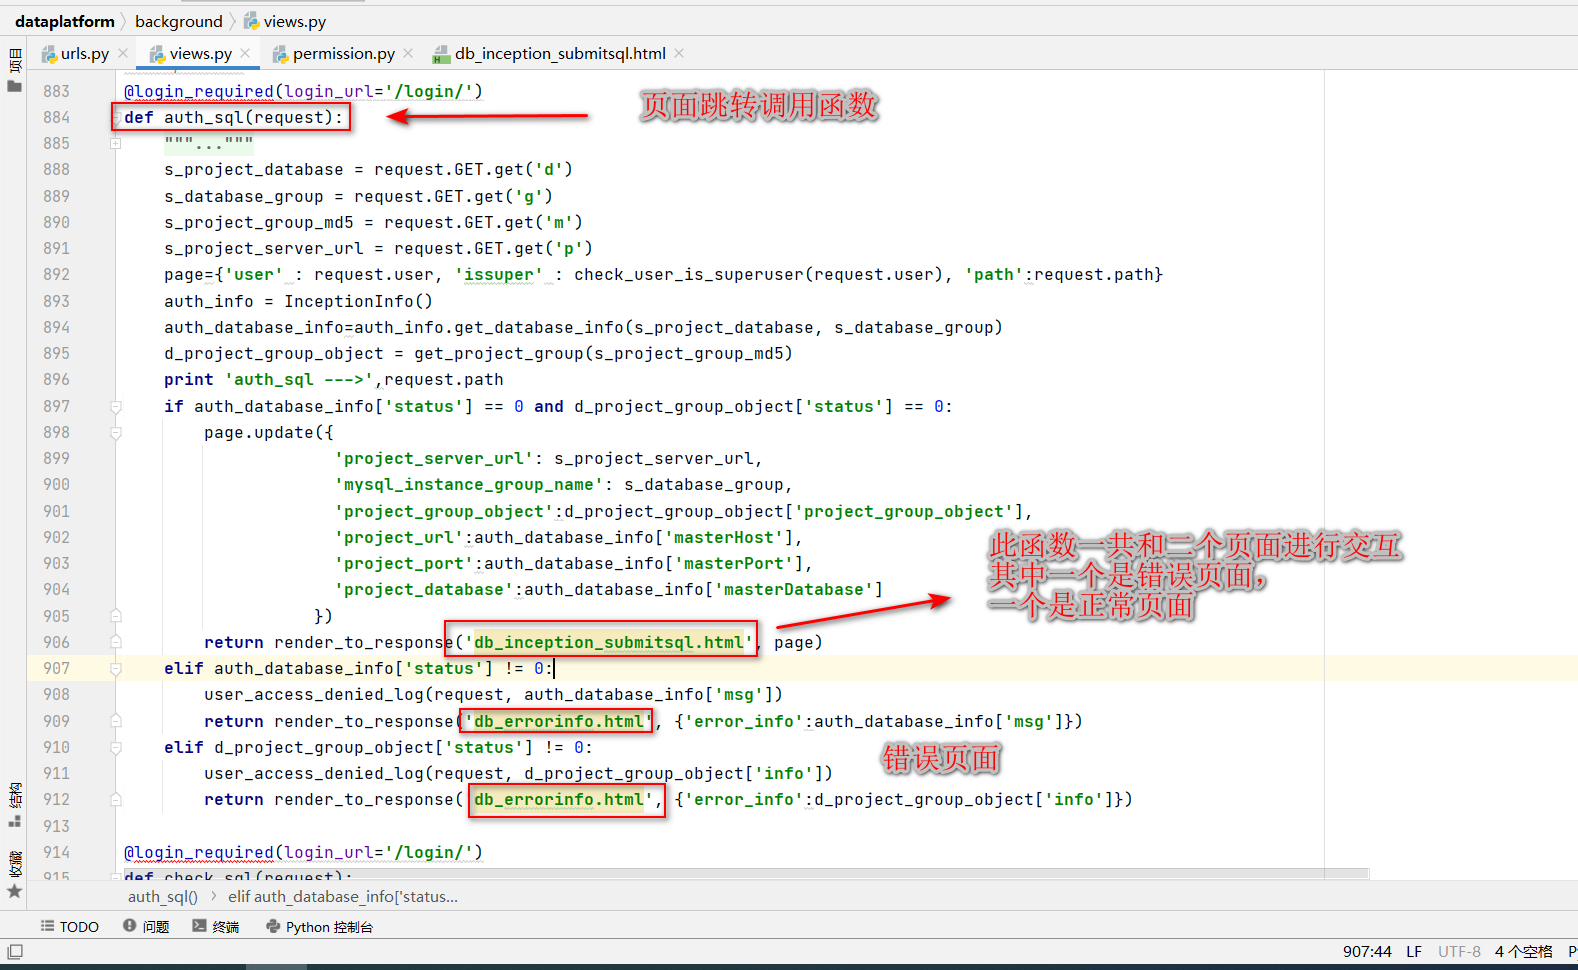 dataplatform 〉 background 〉 views.py
项目
urls.py × views.py × permission.py × db_inception_submitsql.html ×
883 @login_required(login_url='/login/')
页面跳转调用函数
884 def auth_sql(request):
885 """..."""
888 s_project_database = request.GET.get('d')
889 s_database_group = request.GET.get('g')
890 s_project_group_md5 = request.GET.get('m')
891 s_project_server_url = request.GET.get('p')
892 page={'user' : request.user, 'issuper' : check_user_is_superuser(request.user), 'path':request.path}
893 auth_info = InceptionInfo()
894 auth_database_info=auth_info.get_database_info(s_project_database, s_database_group)
895 d_project_group_object = get_project_group(s_project_group_md5)
896 print 'auth_sql --->',request.path
897 if auth_database_info['status'] == 0 and d_project_group_object['status'] == 0:
898 page.update({
899 'project_server_url': s_project_server_url,
900 'mysql_instance_group_name': s_database_group,
901 'project_group_object':d_project_group_object['project_group_object'],
902 'project_url':auth_database_info['masterHost'],
903 'project_port':auth_database_info['masterPort'],
904 'project_database':auth_database_info['masterDatabase']
此函数一共和二个页面进行交互
其中一个是错误页面，
一个是正常页面
905 })
906 return render_to_response('db_inception_submitsql.html', page)
907 elif auth_database_info['status'] != 0:
908 user_access_denied_log(request, auth_database_info['msg'])
909 return render_to_response('db_errorinfo.html', {'error_info':auth_database_info['msg']})
910 elif d_project_group_object['status'] != 0:
错误页面
911 user_access_denied_log(request, d_project_group_object['info'])
912 return render_to_response('db_errorinfo.html', {'error_info':d_project_group_object['info']})
913
914 @login_required(login_url='/login/')
915 def check_sql(request):
结构
收藏
auth_sql() 〉 elif auth_database_info['status...
TODO 问题 终端 Python 控制台
907:44 LF UTF-8 4 个空格 P